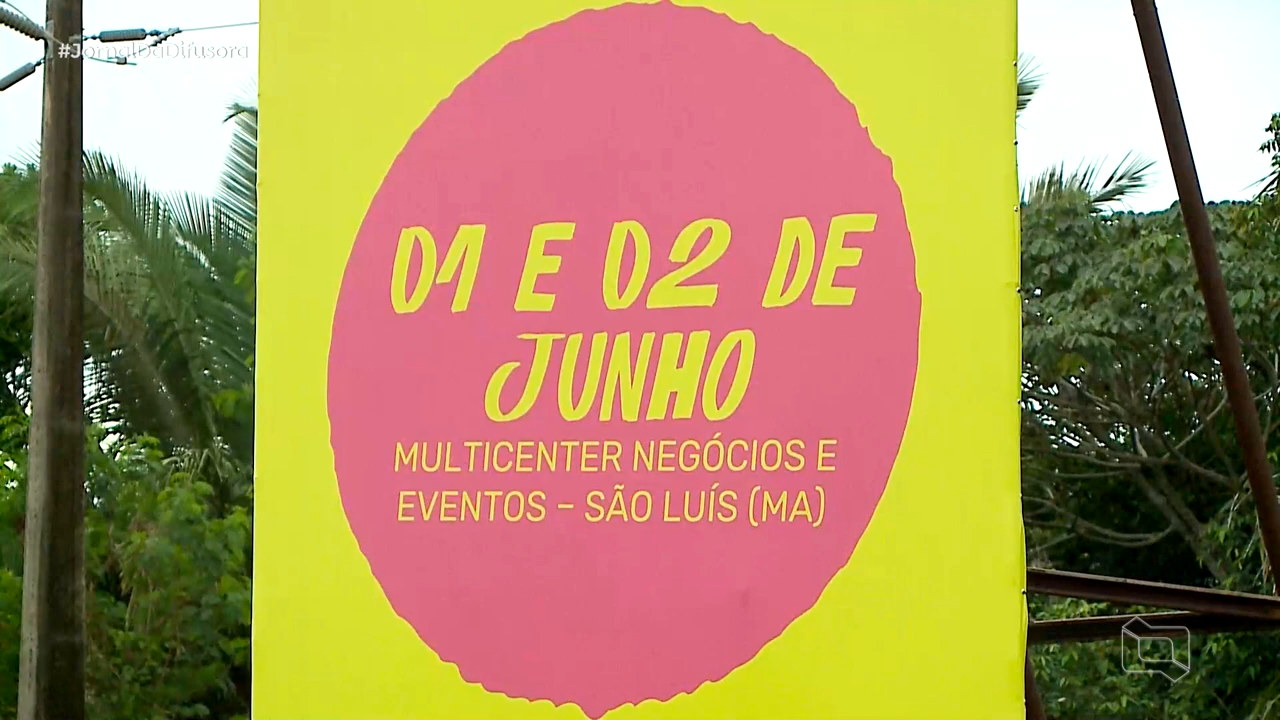 #JornalDaDifusora
01 E 02 DE
JUNHO
MULTICENTER NEGÓCIOS E
EVENTOS – SÃO LUÍS (MA)